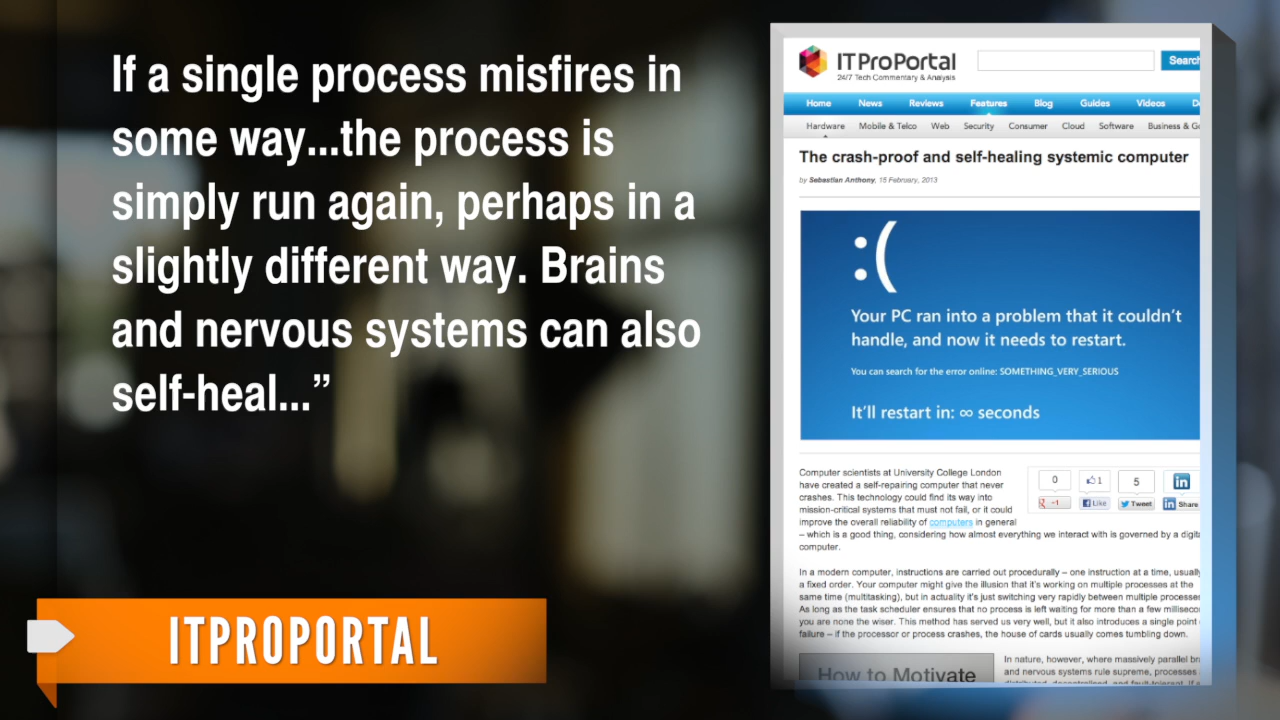 If a single process misfires in
some way...the process is
simply run again, perhaps in a
slightly different way. Brains
and nervous systems can also
self-heal...”
ITPROPORTAL
ITProPortal
24/7 Tech Commentary & Analysis
Search
Home News Reviews Features Blog Guides Videos
Hardware Mobile & Telco Web Security Consumer Cloud Software Business &
The crash-proof and self-healing systemic computer
by Sebastian Anthony, 15 February, 2013
:(
Your PC ran into a problem that it couldn't
handle, and now it needs to restart.
You can search for the error online: SOMETHING_VERY_SERIOUS
It'll restart in: ∞ seconds
Computer scientists at University College London
have created a self-repairing computer that never
crashes. This technology could find its way into
mission-critical systems that must not fail, or it could
improve the overall reliability of computers in general
– which is a good thing, considering how almost everything we interact with is governed by a
computer.
0 1 5 in
+1 Like Tweet in Share
In a modern computer, instructions are carried out procedurally – one instruction at a time,
a fixed order. Your computer might give the illusion that it's working on multiple processes at the
same time (multitasking), but in actuality it's just switching very rapidly between multiple
As long as the task scheduler ensures that no process is left waiting for more than a few
you are none the wiser. This method has served us very well, but it also introduces a single point
failure – if the processor or process crashes, the house of cards usually comes tumbling down.
How to Motivate
In nature, however, where massively parallel
and nervous systems rule supreme, processes